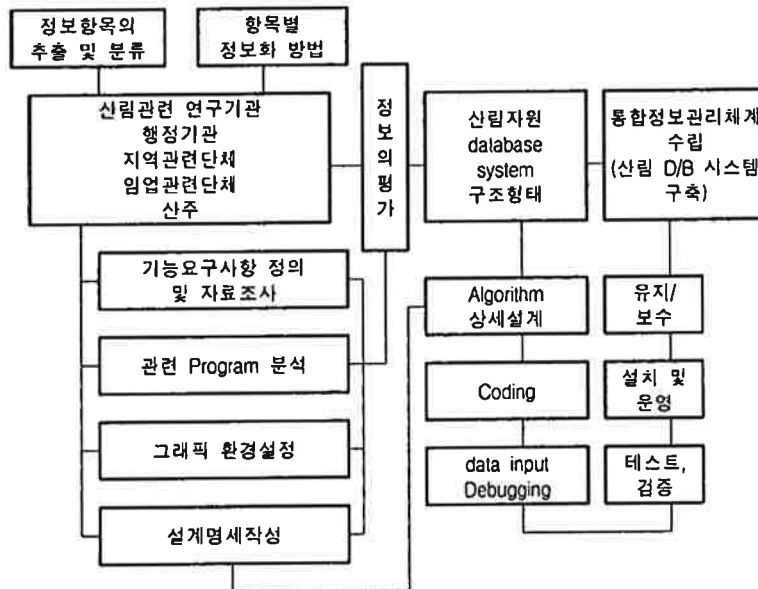 정보항목의
추출 및 분류
항목별
정보화 방법
산림관련 연구기관
행정기관
지역관련단체
임업관련단체
산주
정
보
의
평
가
산림자원
database
system
구조형태
통합정보관리체계
수립
(산림 D/B 시스템
구축)
기능요구사항 정의
및 자료조사
관련 Program 분석
그래픽 환경설정
설계명세작성
Algorithm
상세설계
Coding
data input
Debugging
유지/
보수
설치 및
운영
테스트,
검증